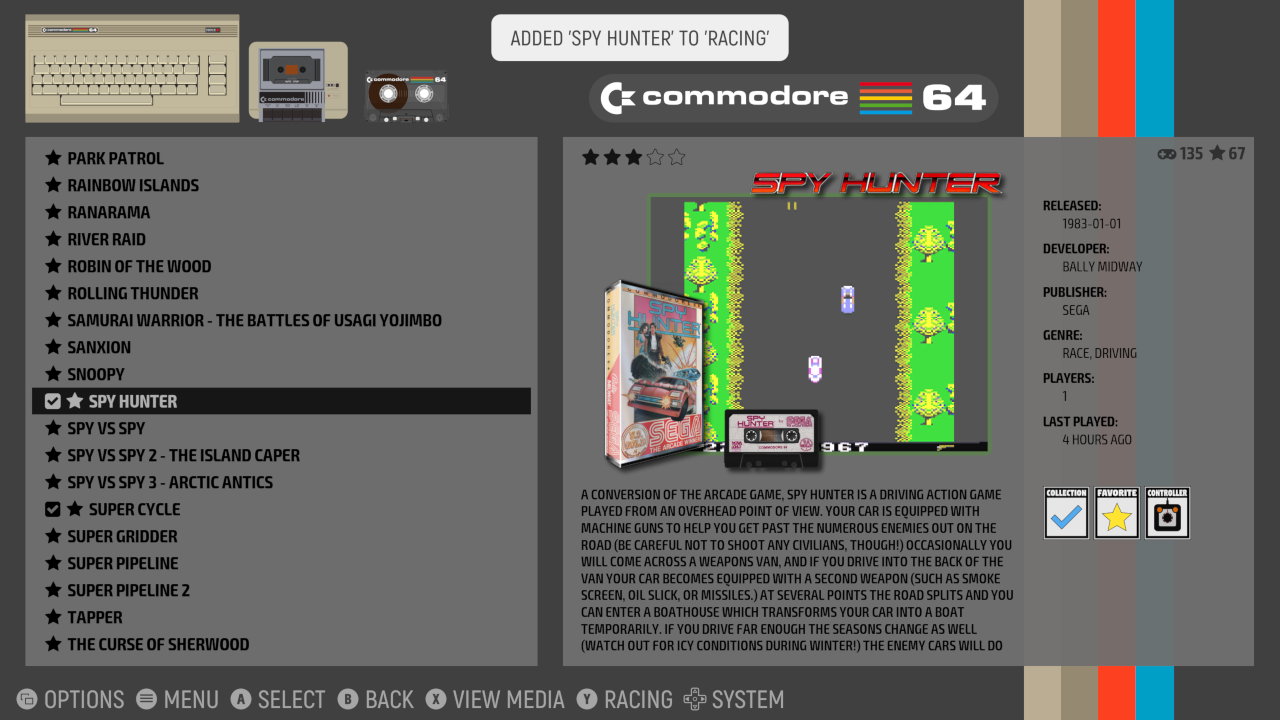 ADDED 'SPY HUNTER' TO 'RACING'
commodore 64
commodore 64
commodore
commodore 64
PARK PATROL
RAINBOW ISLANDS
RANARAMA
RIVER RAID
ROBIN OF THE WOOD
ROLLING THUNDER
SAMURAI WARRIOR - THE BATTLES OF USAGI YOJIMBO
SANXION
SNOOPY
SPY HUNTER
SPY VS SPY
SPY VS SPY 2 - THE ISLAND CAPER
SPY VS SPY 3 - ARCTIC ANTICS
SUPER CYCLE
SUPER GRIDDER
SUPER PIPELINE
SUPER PIPELINE 2
TAPPER
THE CURSE OF SHERWOOD
135 67
SPY HUNTER
SPY HUNTER
SEGA
SPY HUNTER SEGA
967
RELEASED:
1983-01-01
DEVELOPER:
BALLY MIDWAY
PUBLISHER:
SEGA
GENRE:
RACE, DRIVING
PLAYERS:
1
LAST PLAYED:
4 HOURS AGO
COLLECTION FAVORITE CONTROLLER
A CONVERSION OF THE ARCADE GAME, SPY HUNTER IS A DRIVING ACTION GAME
PLAYED FROM AN OVERHEAD POINT OF VIEW. YOUR CAR IS EQUIPPED WITH
MACHINE GUNS TO HELP YOU GET PAST THE NUMEROUS ENEMIES OUT ON THE
ROAD (BE CAREFUL NOT TO SHOOT ANY CIVILIANS, THOUGH!) OCCASIONALLY YOU
WILL COME ACROSS A WEAPONS VAN, AND IF YOU DRIVE INTO THE BACK OF THE
VAN YOUR CAR BECOMES EQUIPPED WITH A SECOND WEAPON (SUCH AS SMOKE
SCREEN, OIL SLICK, OR MISSILES.) AT SEVERAL POINTS THE ROAD SPLITS AND YOU
CAN ENTER A BOATHOUSE WHICH TRANSFORMS YOUR CAR INTO A BOAT
TEMPORARILY. IF YOU DRIVE FAR ENOUGH THE SEASONS CHANGE AS WELL
(WATCH OUT FOR ICY CONDITIONS DURING WINTER!) THE ENEMY CARS WILL DO
OPTIONS MENU A SELECT B BACK X VIEW MEDIA Y RACING SYSTEM